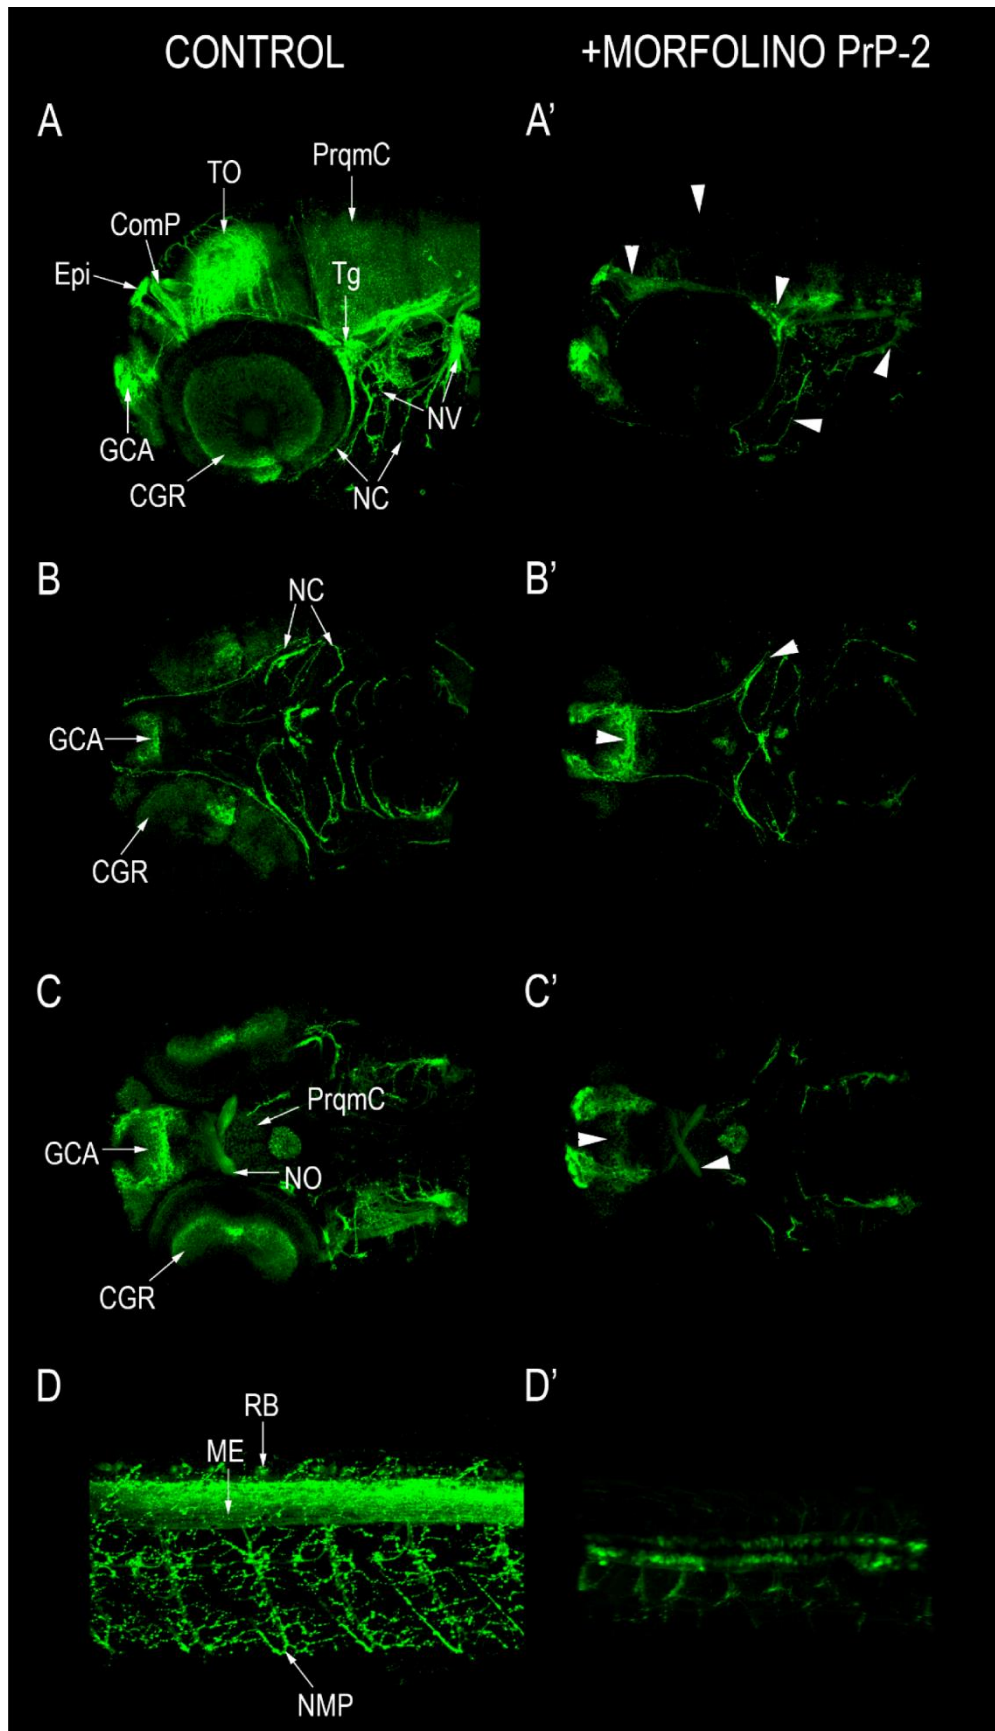 CONTROL
+MORFOLINO PrP-2
A
A'
PrqmC
TO
ComP
Epi
Tg
NV
GCA
CGR
NC
B
B'
NC
GCA
CGR
C
C'
PrqmC
GCA
NO
CGR
D
D'
RB
ME
NMP